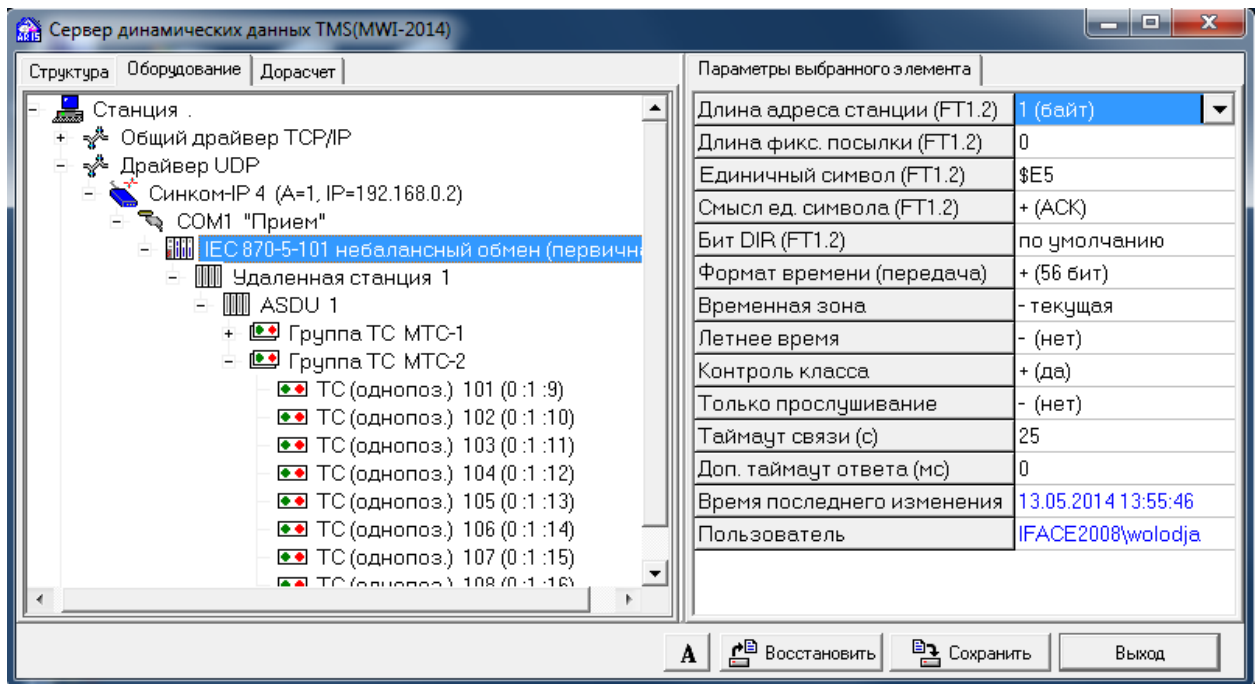 Сервер динамических данных TMS(MWI-2014)
Структура Оборудование Дорасчет
Станция .
Общий драйвер TCP/IP
Драйвер UDP
Синком-IP 4 (A=1, IP=192.168.0.2)
COM1 "Прием"
IEC 870-5-101 небалансный обмен (первичн
Удаленная станция 1
ASDU 1
Группа ТС МТС-1
Группа ТС МТС-2
ТС (однопоз.) 101 (0 :1 :9)
ТС (однопоз.) 102 (0 :1 :10)
ТС (однопоз.) 103 (0 :1 :11)
ТС (однопоз.) 104 (0 :1 :12)
ТС (однопоз.) 105 (0 :1 :13)
ТС (однопоз.) 106 (0 :1 :14)
ТС (однопоз.) 107 (0 :1 :15)
ТС (однопоз.) 108 (0 :1 :16)
Параметры выбранного элемента
Длина адреса станции (FT1.2) 1 (байт)
Длина фикс. посылки (FT1.2) 0
Единичный символ (FT1.2) $E5
Смысл ед. символа (FT1.2) + (ACK)
Бит DIR (FT1.2) по умолчанию
Формат времени (передача) + (56 бит)
Временная зона - текущая
Летнее время - (нет)
Контроль класса + (да)
Только прослушивание - (нет)
Таймаут связи (с) 25
Доп. таймаут ответа (мс) 0
Время последнего изменения 13.05.2014 13:55:46
Пользователь IFACE2008\wolodja
A Восстановить Сохранить Выход